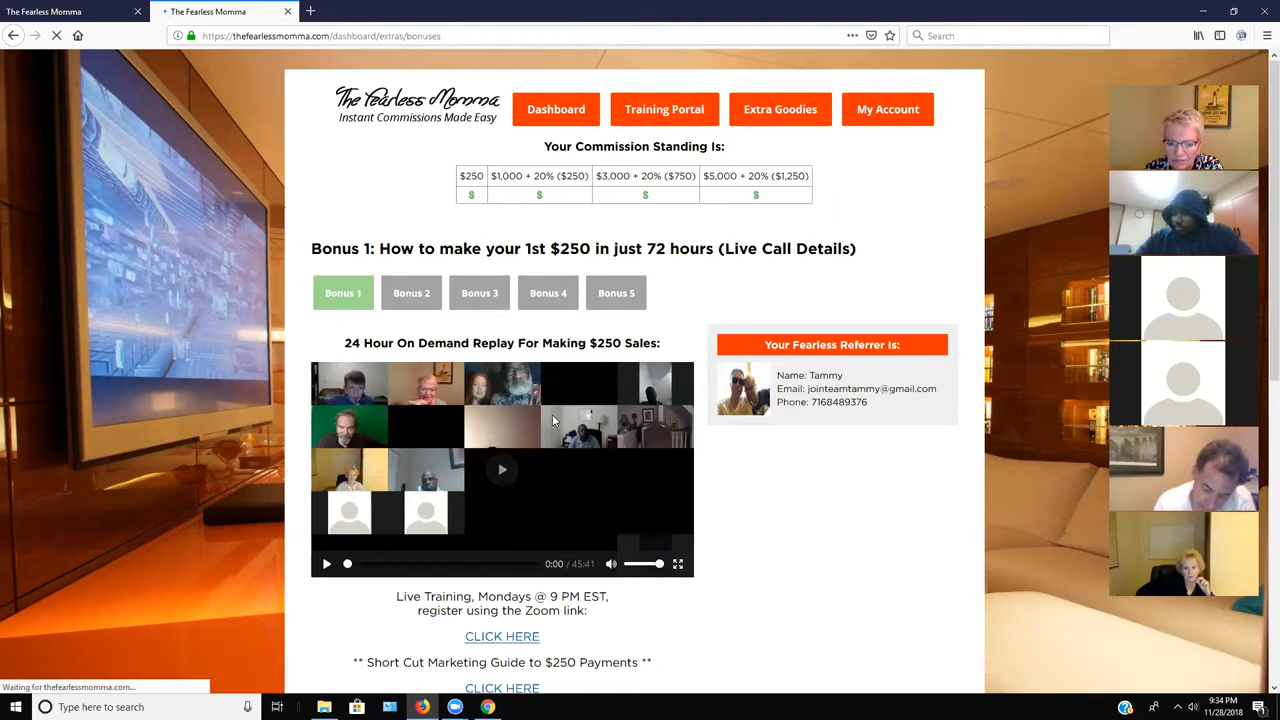 The Fearless Momma
The Fearless Momma
https://thefearlessmomma.com/dashboard/extras/bonuses
Search
The Fearless Momma
Instant Commissions Made Easy
Dashboard
Training Portal
Extra Goodies
My Account
Your Commission Standing Is:
$250 $1,000 + 20% ($250) $3,000 + 20% ($750) $5,000 + 20% ($1,250)
$ $ $ $
Bonus 1: How to make your 1st $250 in just 72 hours (Live Call Details)
Bonus 1
Bonus 2
Bonus 3
Bonus 4
Bonus 5
24 Hour On Demand Replay For Making $250 Sales:
0:00 / 45:41
Live Training, Mondays @ 9 PM EST,
register using the Zoom link:
CLICK HERE
** Short Cut Marketing Guide to $250 Payments **
CLICK HERE
Your Fearless Referrer Is:
Name: Tammy
Email: jointeamtammy@gmail.com
Phone: 7168489376
Waiting for thefearlessmomma.com...
Type here to search
9:34 PM
11/28/2018